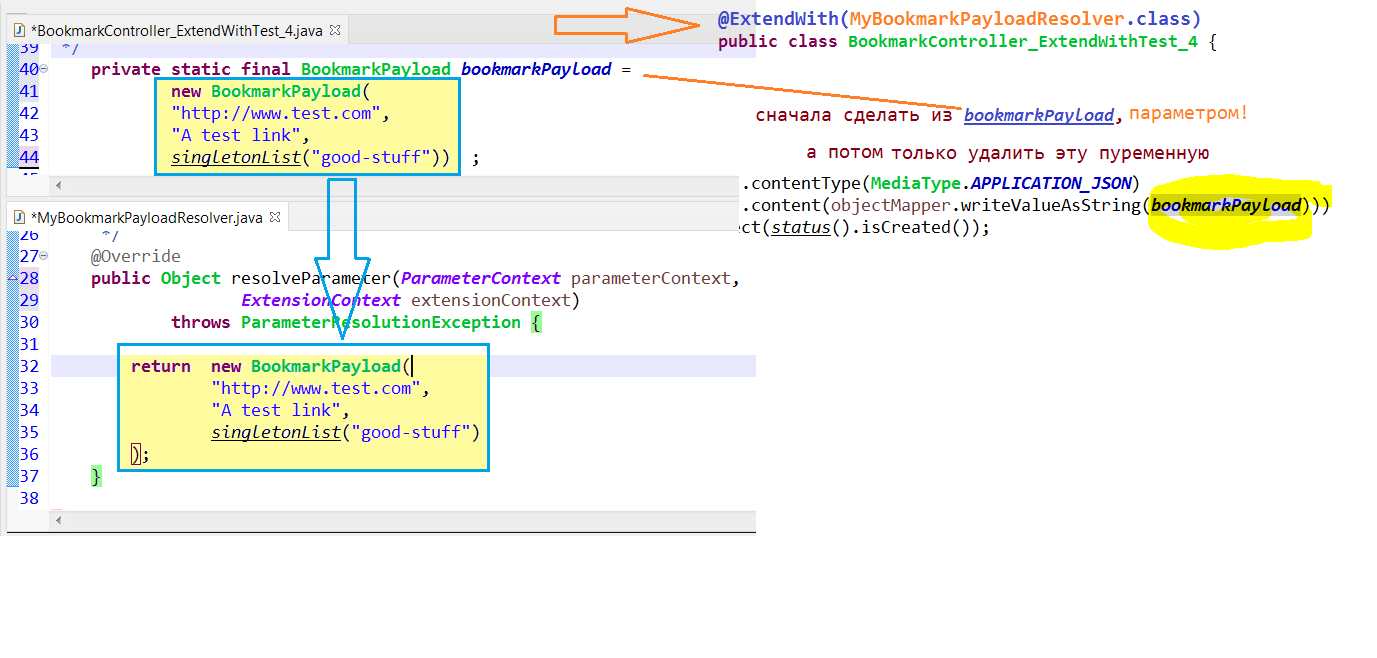 *BookmarkController_ExtendWithTest_4.java
39 */
40 private static final BookmarkPayload bookmarkPayload =
41 new BookmarkPayload(
42 "http://www.test.com",
43 "A test link",
44 singletonList("good-stuff")) ;
*MyBookmarkPayloadResolver.java
26 */
27 @Override
28 public Object resolveParameter(ParameterContext parameterContext,
29 ExtensionContext extensionContext)
30 throws ParameterResolutionException {
31
32 return new BookmarkPayload(
33 "http://www.test.com",
34 "A test link",
35 singletonList("good-stuff")
36 );
37 }
38
@ExtendWith(MyBookmarkPayloadResolver.class)
public class BookmarkController_ExtendWithTest_4 {
сначала сделать из bookmarkPayload, параметром!
а потом только удалить эту пуременную
.contentType(MediaType.APPLICATION_JSON)
.content(objectMapper.writeValueAsString(bookmarkPayload)))
ct(status().isCreated());